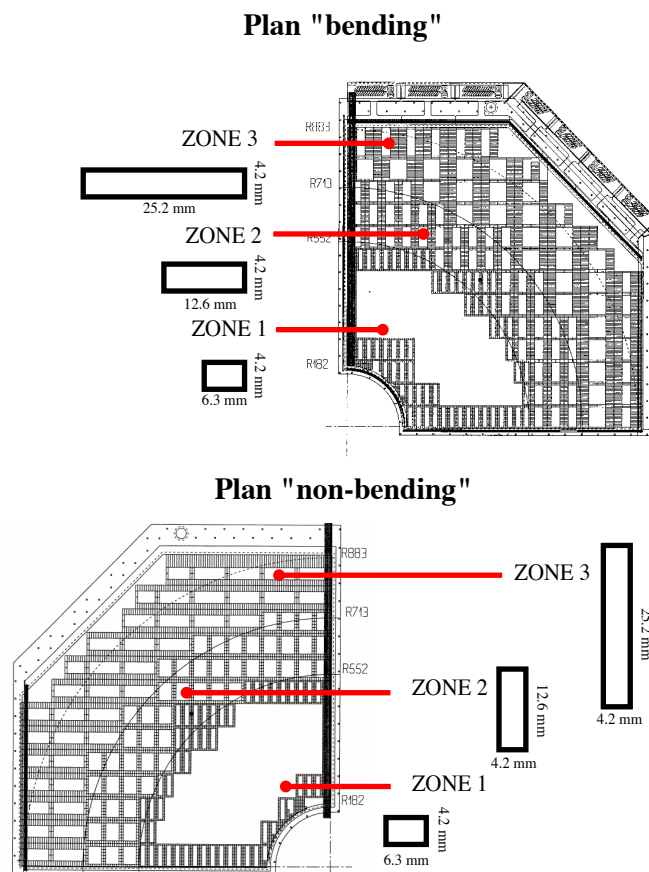 Plan "bending"
R883
ZONE 3
4.2 mm
25.2 mm
R713
ZONE 2
R552
4.2 mm
12.6 mm
ZONE 1
R182
4.2 mm
6.3 mm
Plan "non-bending"
R883
ZONE 3
25.2 mm
4.2 mm
R713
R552
ZONE 2
12.6 mm
4.2 mm
ZONE 1
R182
4.2 mm
6.3 mm